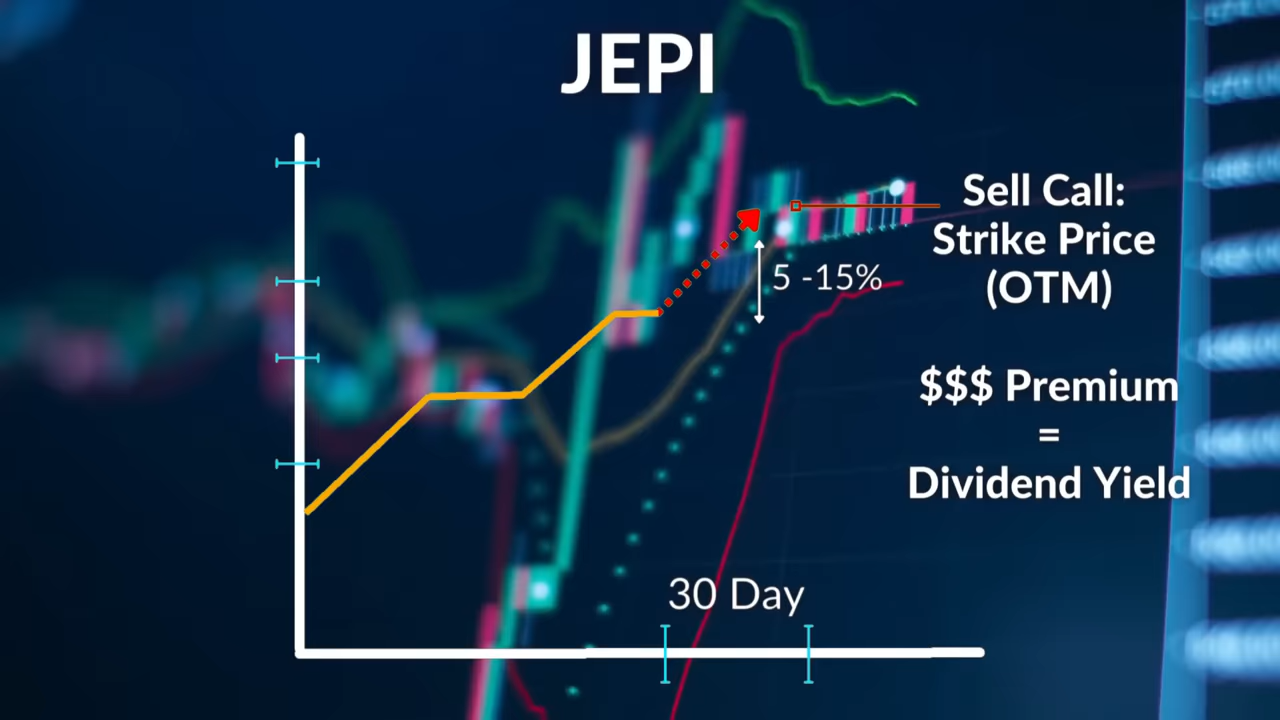 JEPI
Sell Call:
Strike Price
(OTM)
5 -15%
$$$ Premium
=
Dividend Yield
30 Day